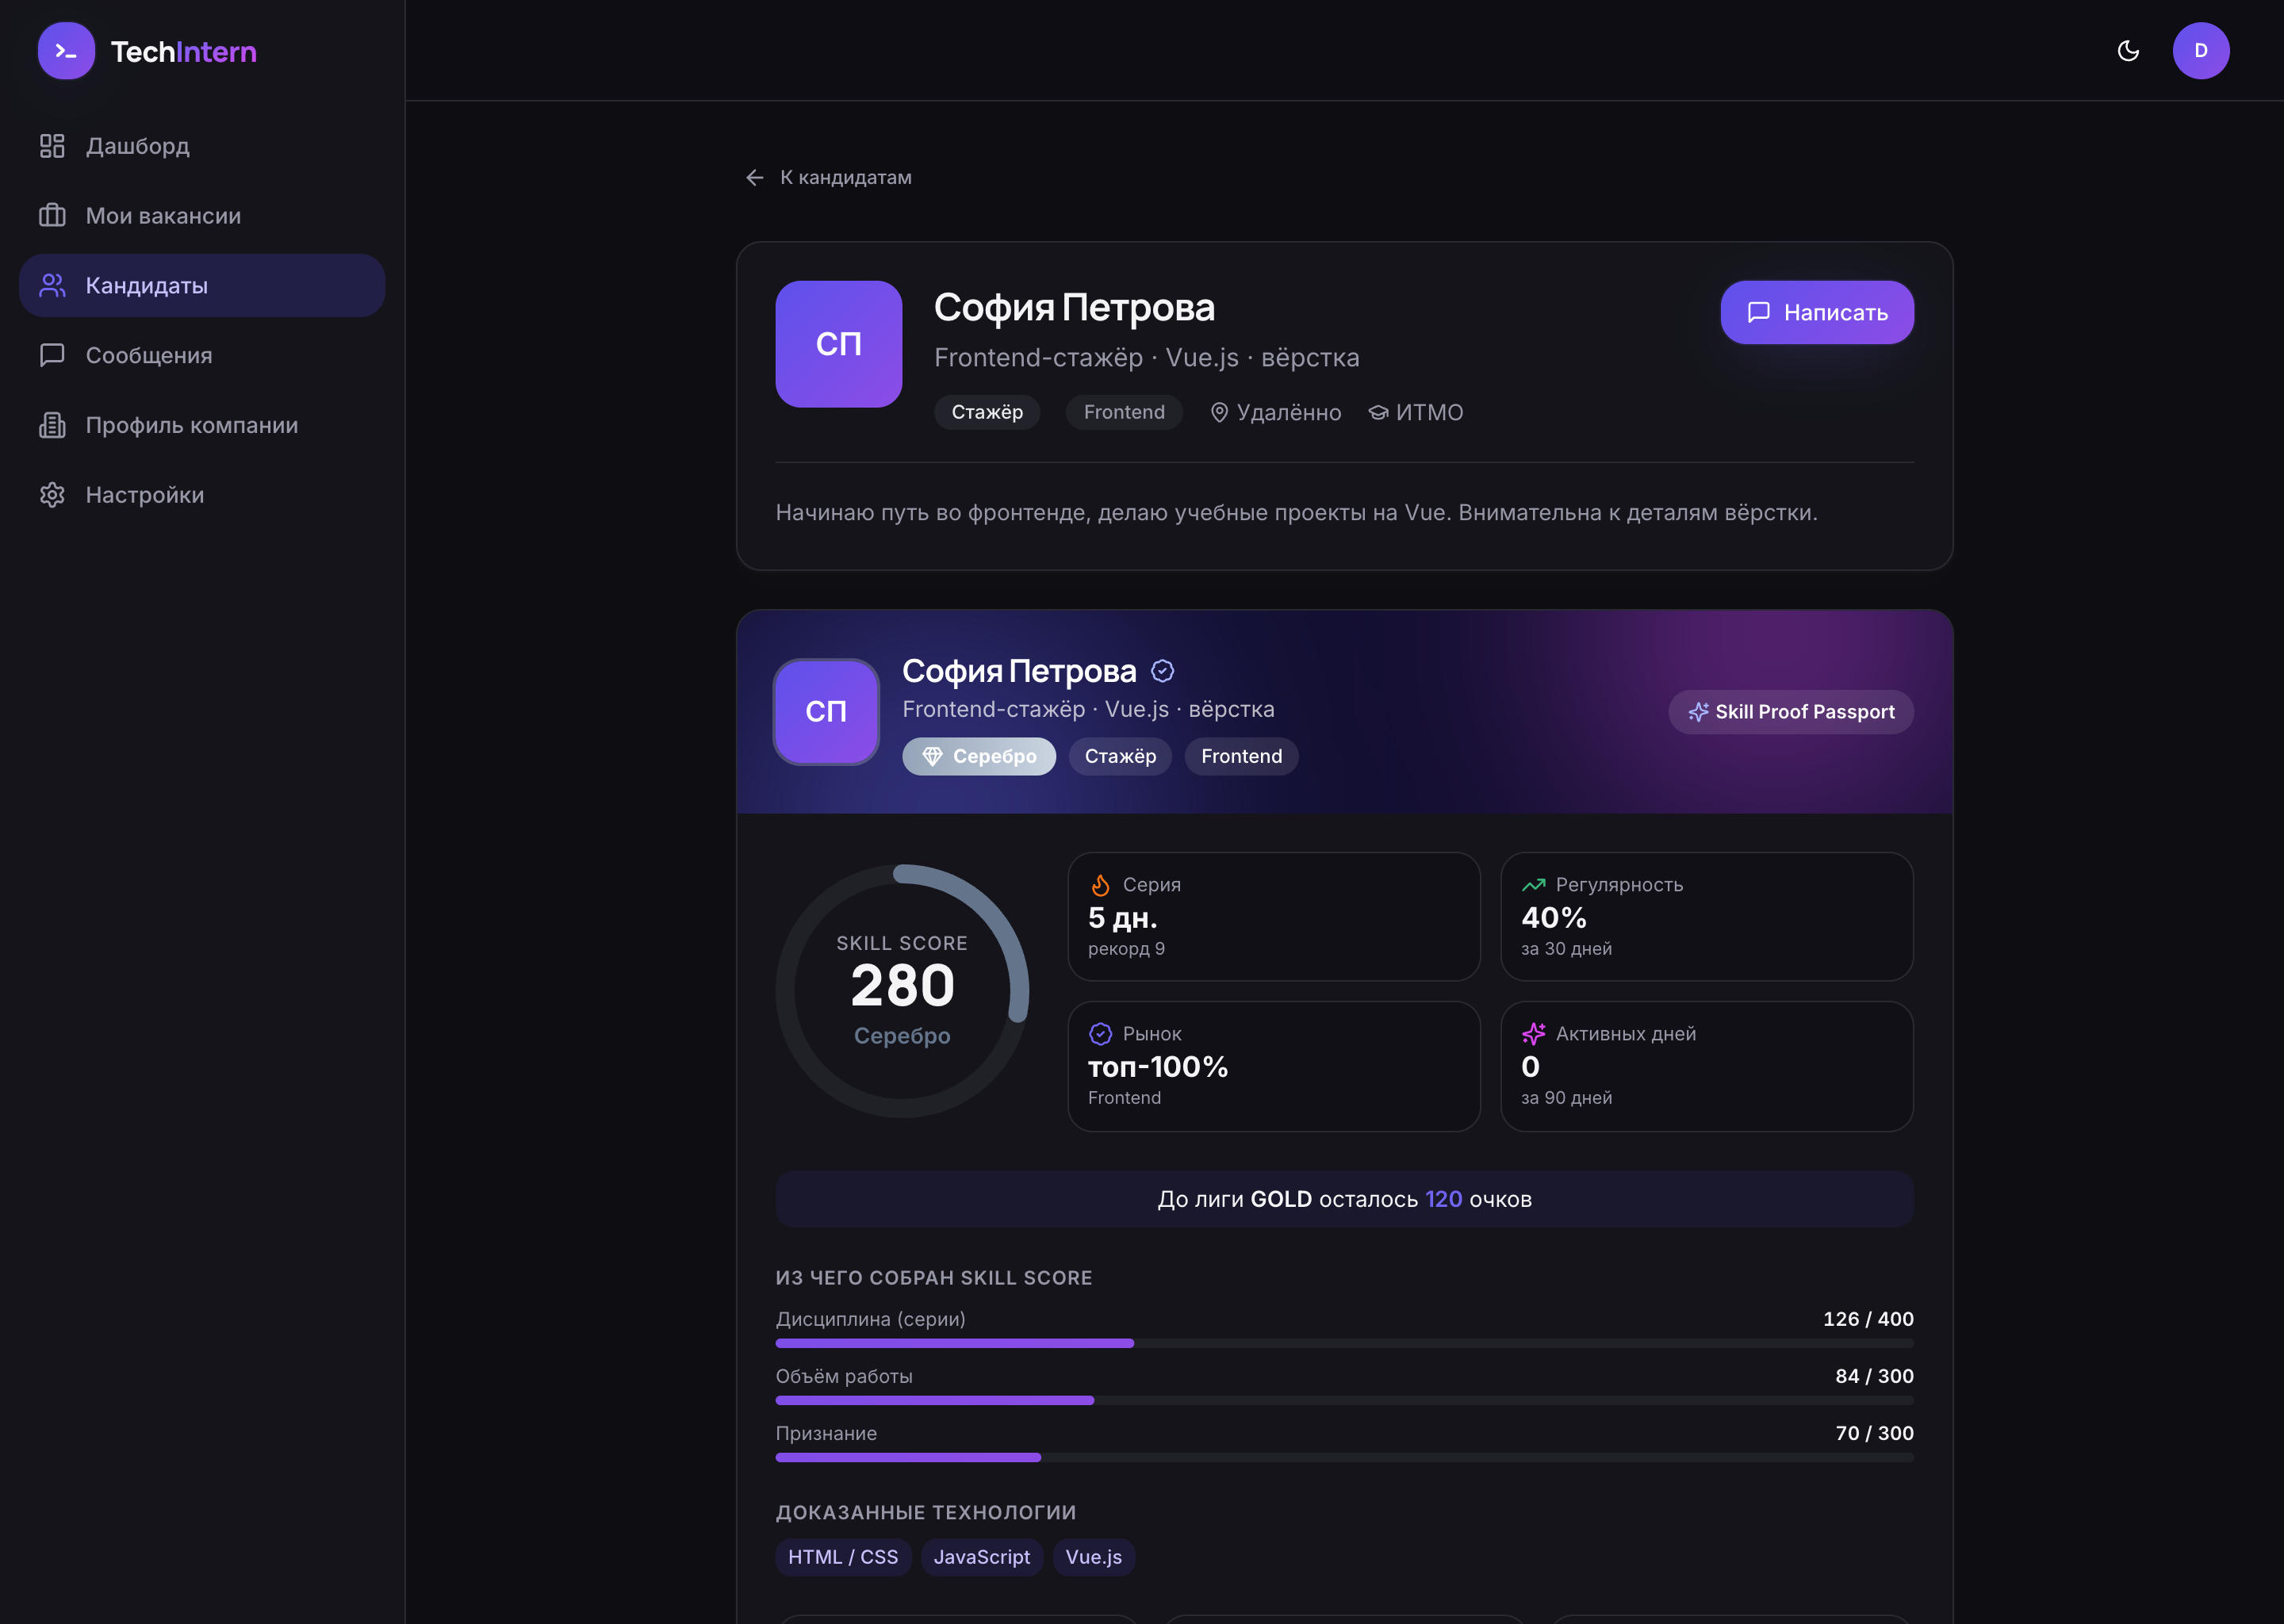 TechIntern
D
Дашборд
Мои вакансии
Кандидаты
Сообщения
Профиль компании
Настройки
К кандидатам
СП
София Петрова
Написать
Frontend-стажёр · Vue.js · вёрстка
Стажёр Frontend Удалённо ИТМО
Начинаю путь во фронтенде, делаю учебные проекты на Vue. Внимательна к деталям вёрстки.
СП
София Петрова
Frontend-стажёр · Vue.js · вёрстка
Серебро Стажёр Frontend
Skill Proof Passport
SKILL SCORE
280
Серебро
Серия
5 дн.
рекорд 9
Регулярность
40%
за 30 дней
Рынок
топ-100%
Frontend
Активных дней
0
за 90 дней
До лиги GOLD осталось 120 очков
ИЗ ЧЕГО СОБРАН SKILL SCORE
Дисциплина (серии) 126 / 400
Объём работы 84 / 300
Признание 70 / 300
ДОКАЗАННЫЕ ТЕХНОЛОГИИ
HTML / CSS JavaScript Vue.js